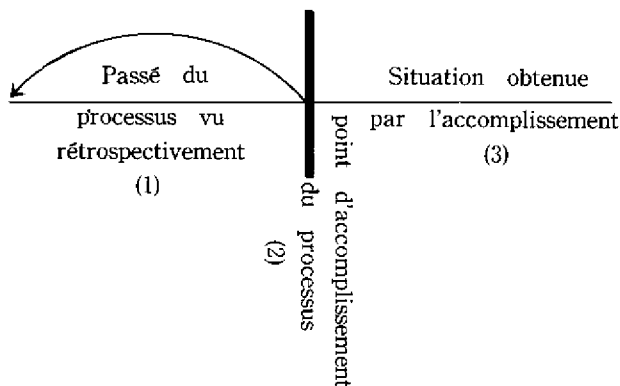 Passé du
processus vu
rétrospectivement
(1)
point d'accomplissement
du processus
(2)
Situation obtenue
par l'accomplissement
(3)